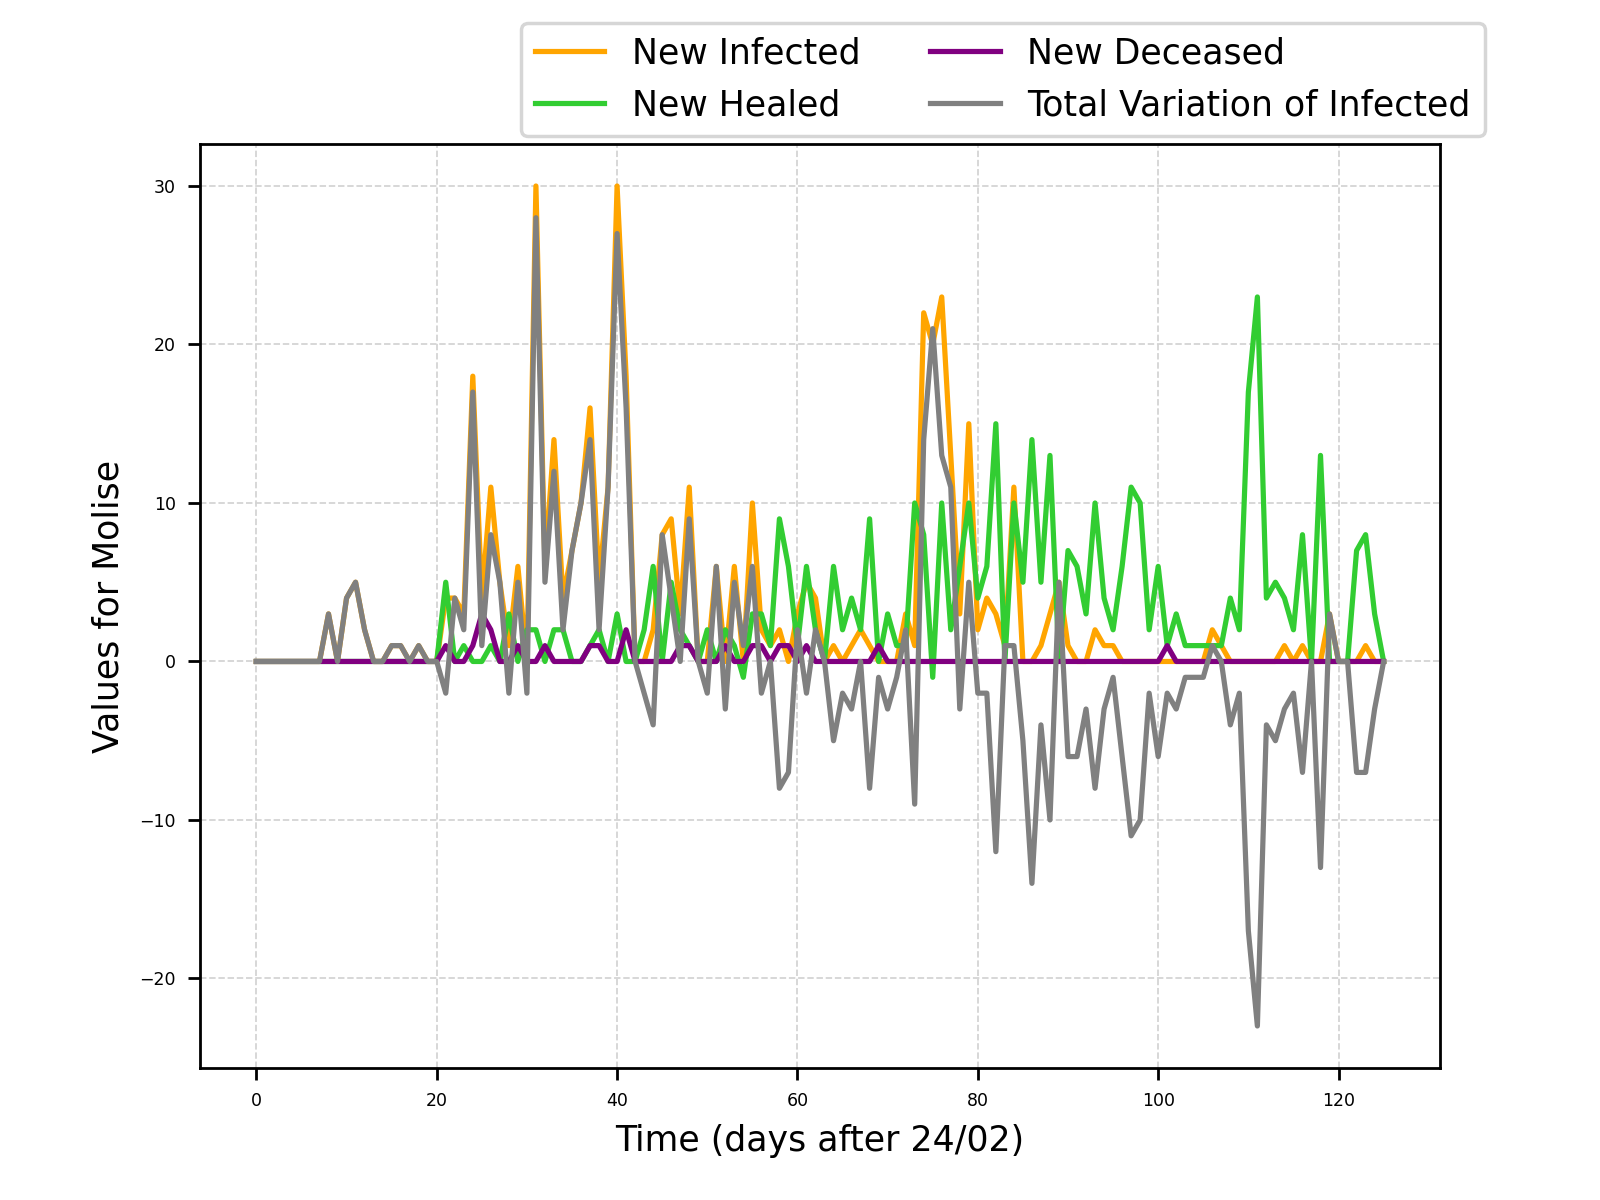 New Infected
New Healed
New Deceased
Total Variation of Infected
Values for Molise
30
20
10
0
−10
−20
0
20
40
60
80
100
120
Time (days after 24/02)